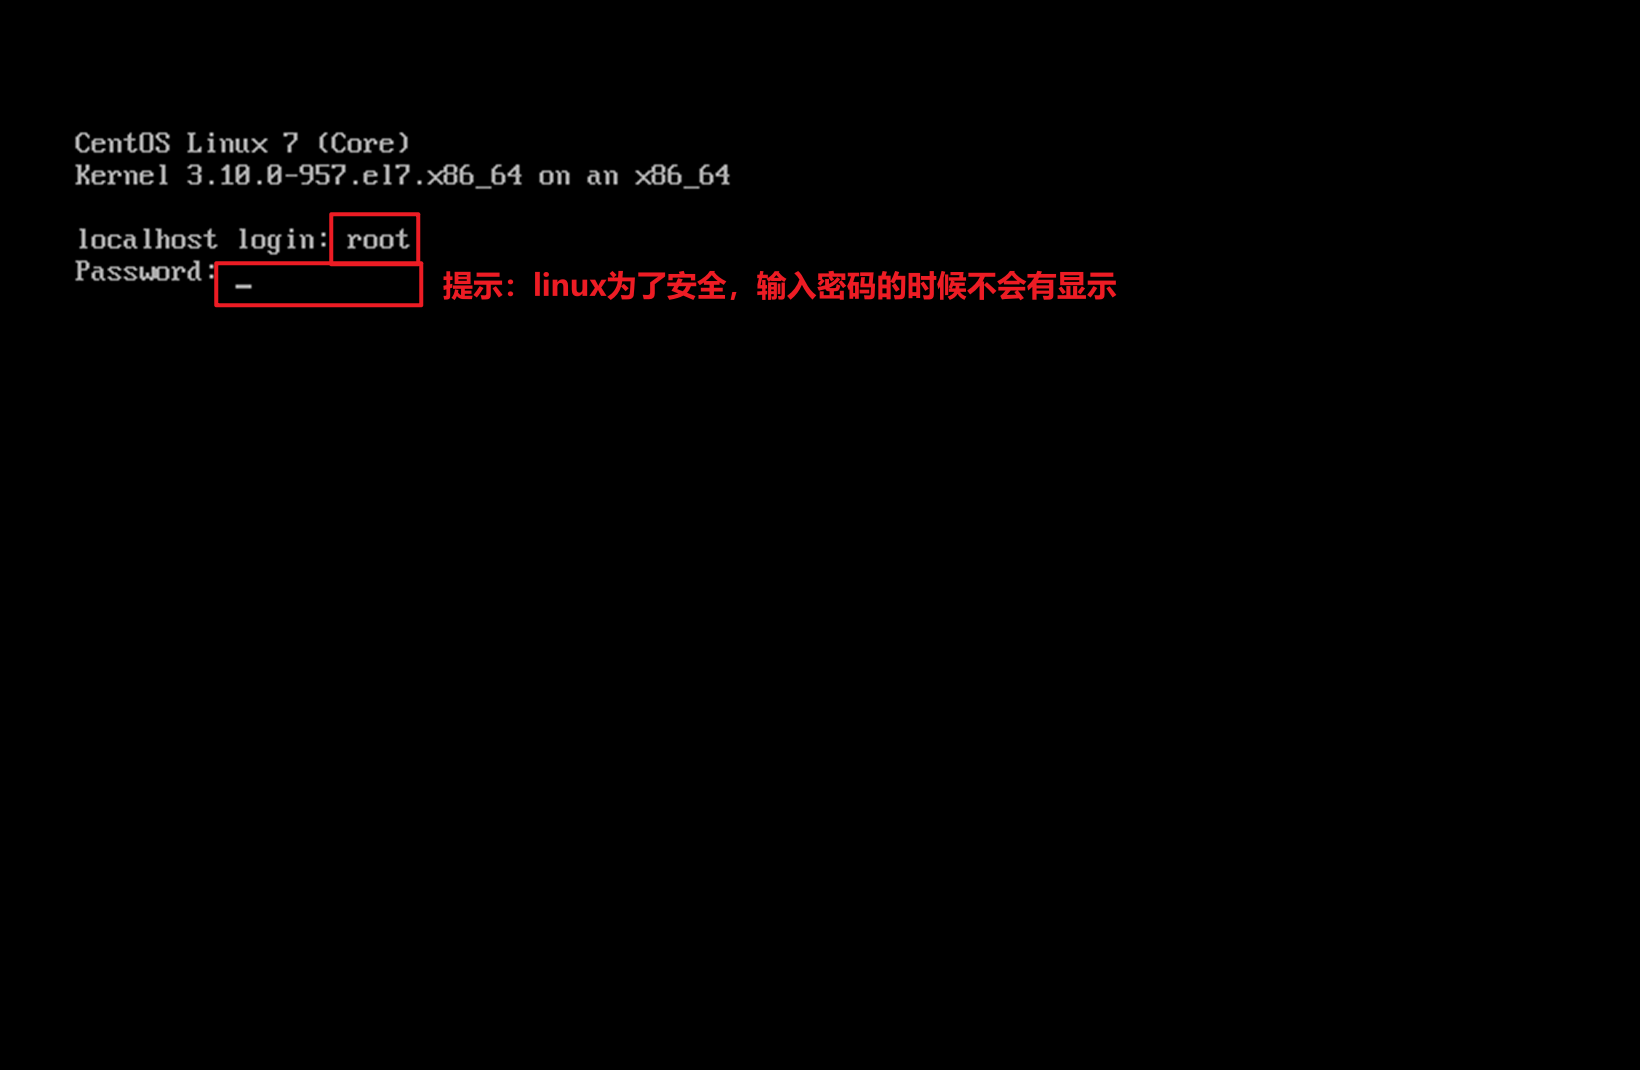 CentOS Linux 7 (Core)
Kernel 3.10.0-957.el7.x86_64 on an x86_64
localhost login: root
Password:
提示：linux为了安全，输入密码的时候不会有显示